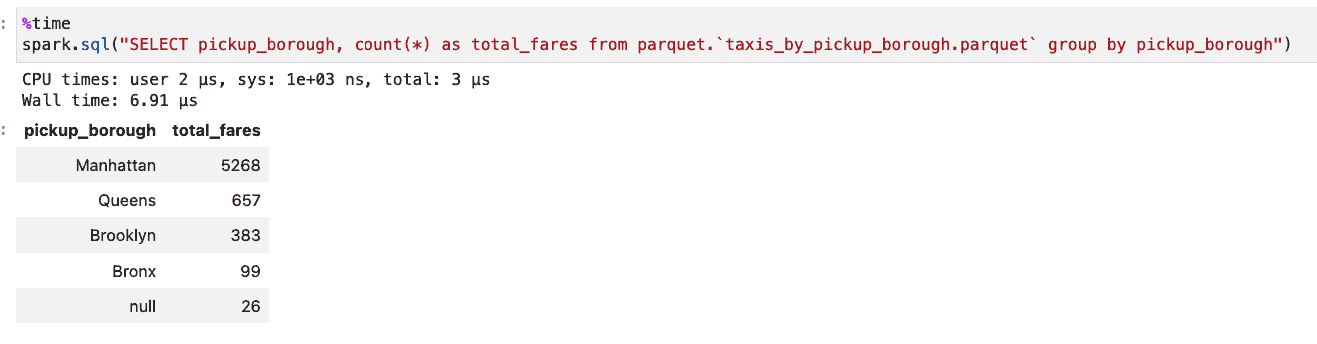 : %time
spark.sql("SELECT pickup_borough, count(*) as total_fares from parquet.`taxis_by_pickup_borough.parquet` group by pickup_borough")
CPU times: user 2 µs, sys: 1e+03 ns, total: 3 µs
Wall time: 6.91 µs
: pickup_borough total_fares
Manhattan 5268
Queens 657
Brooklyn 383
Bronx 99
null 26